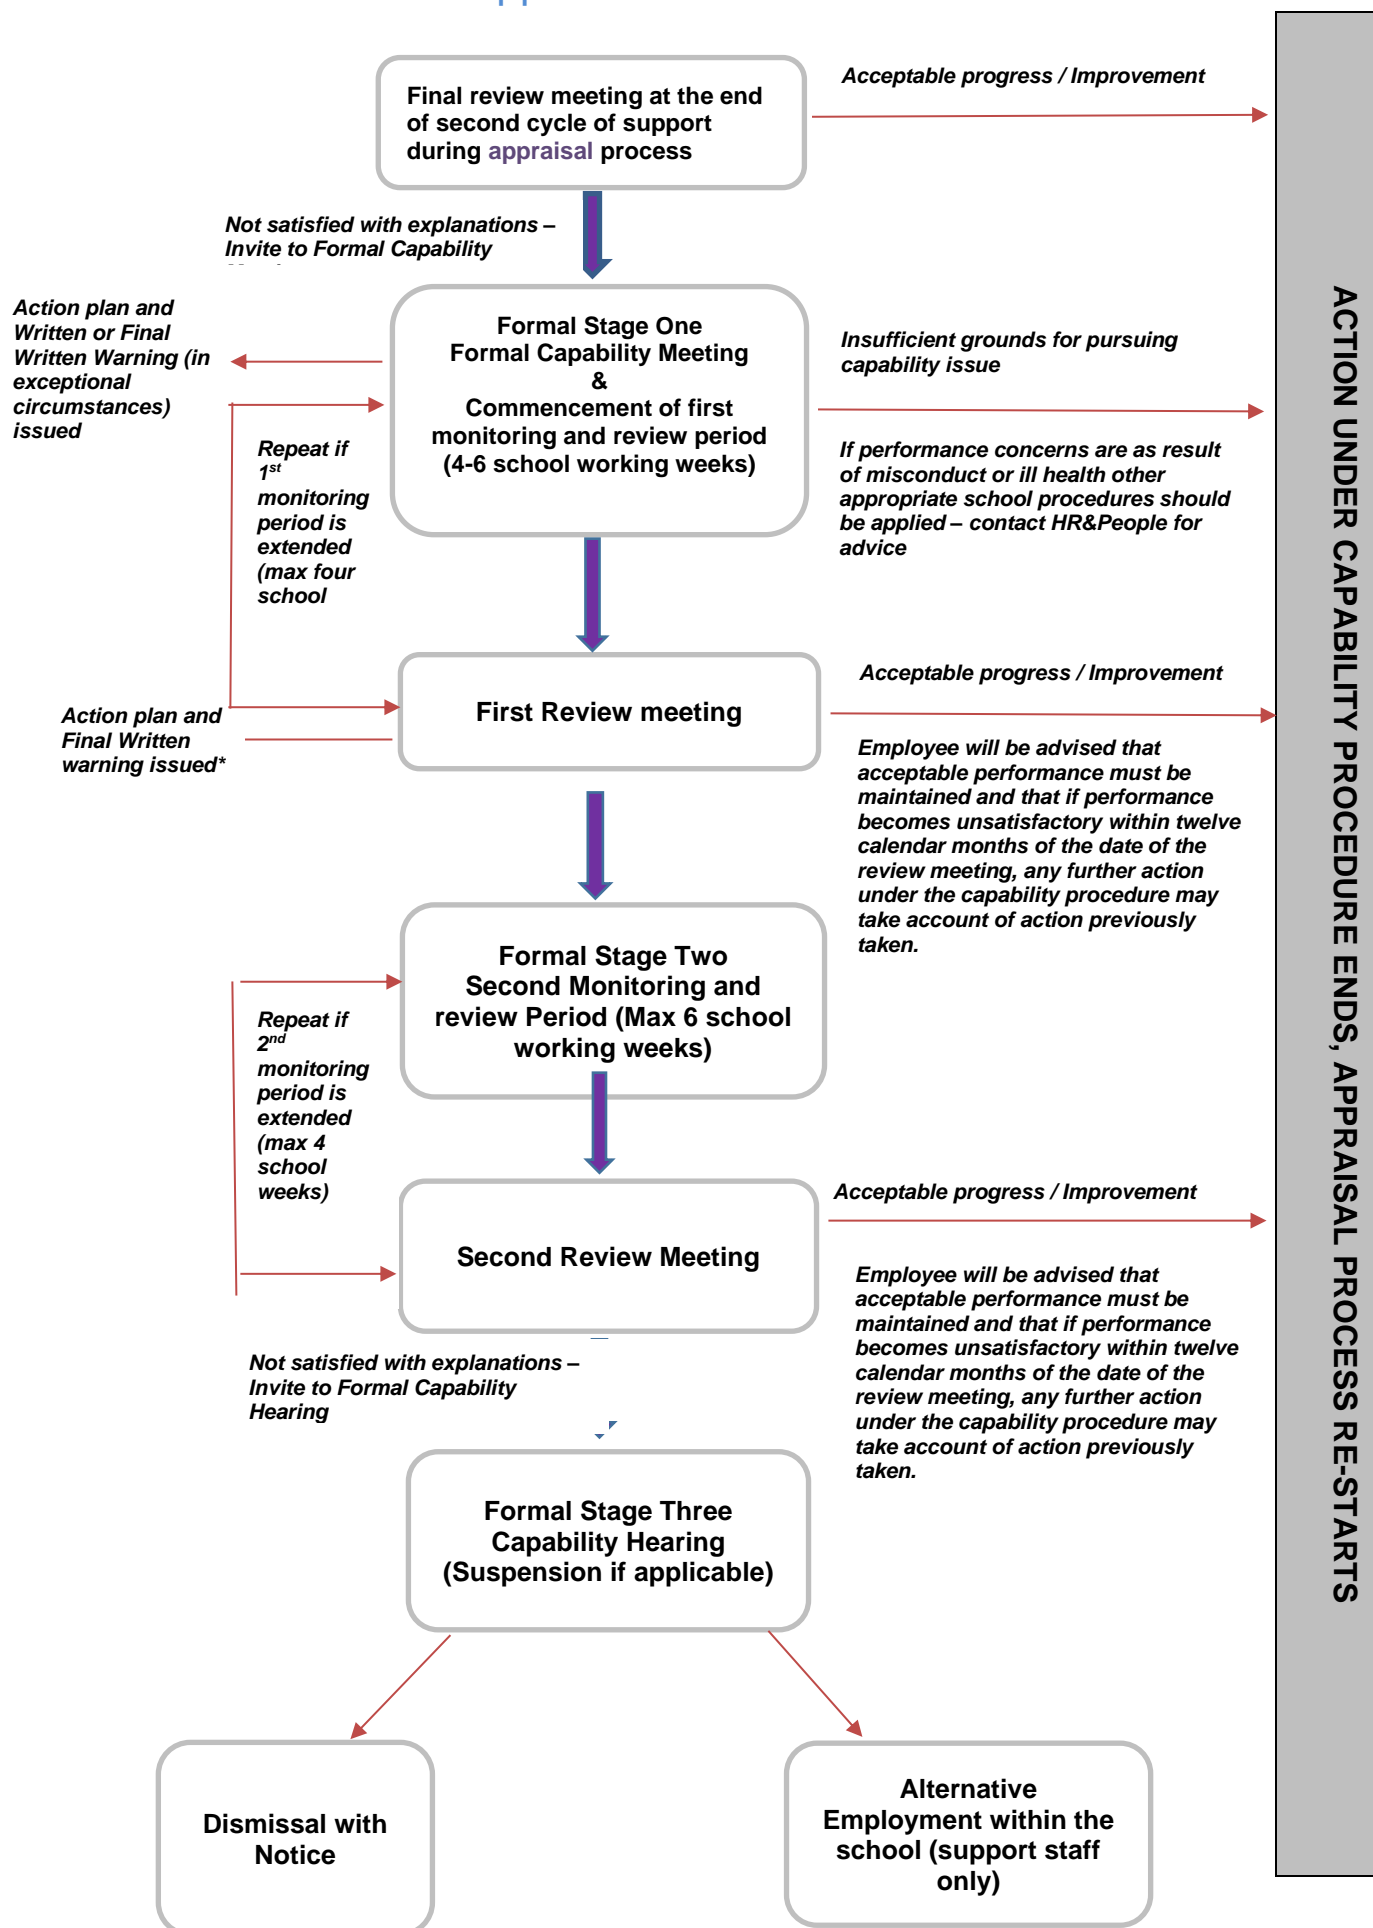 Final review meeting at the end
of second cycle of support
during appraisal process
Acceptable progress / Improvement
Not satisfied with explanations –
Invite to Formal Capability
Action plan and
Written or Final
Written Warning (in
exceptional
circumstances)
issued
Formal Stage One
Formal Capability Meeting
&
Commencement of first
monitoring and review period
(4-6 school working weeks)
Insufficient grounds for pursuing
capability issue
If performance concerns are as result
of misconduct or ill health other
appropriate school procedures should
be applied – contact HR&People for
advice
Repeat if
1st
monitoring
period is
extended
(max four
school
First Review meeting
Action plan and
Final Written
warning issued*
Acceptable progress / Improvement
Employee will be advised that
acceptable performance must be
maintained and that if performance
becomes unsatisfactory within twelve
calendar months of the date of the
review meeting, any further action
under the capability procedure may
take account of action previously
taken.
Formal Stage Two
Second Monitoring and
review Period (Max 6 school
working weeks)
Repeat if
2nd
monitoring
period is
extended
(max 4
school
weeks)
Second Review Meeting
Acceptable progress / Improvement
Employee will be advised that
acceptable performance must be
maintained and that if performance
becomes unsatisfactory within twelve
calendar months of the date of the
review meeting, any further action
under the capability procedure may
take account of action previously
taken.
Not satisfied with explanations –
Invite to Formal Capability
Hearing
Formal Stage Three
Capability Hearing
(Suspension if applicable)
Dismissal with
Notice
Alternative
Employment within the
school (support staff
only)
ACTION UNDER CAPABILITY PROCEDURE ENDS, APPRAISAL PROCESS RE-STARTS